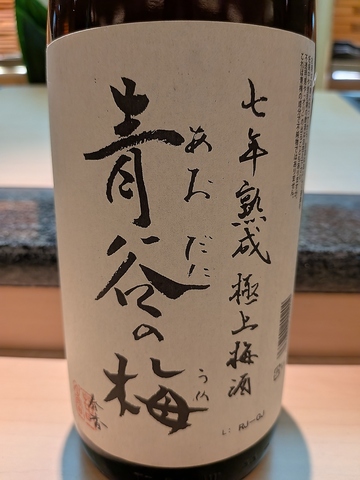 七年熟成 極上梅酒
青谷の梅
あおだに
うめ